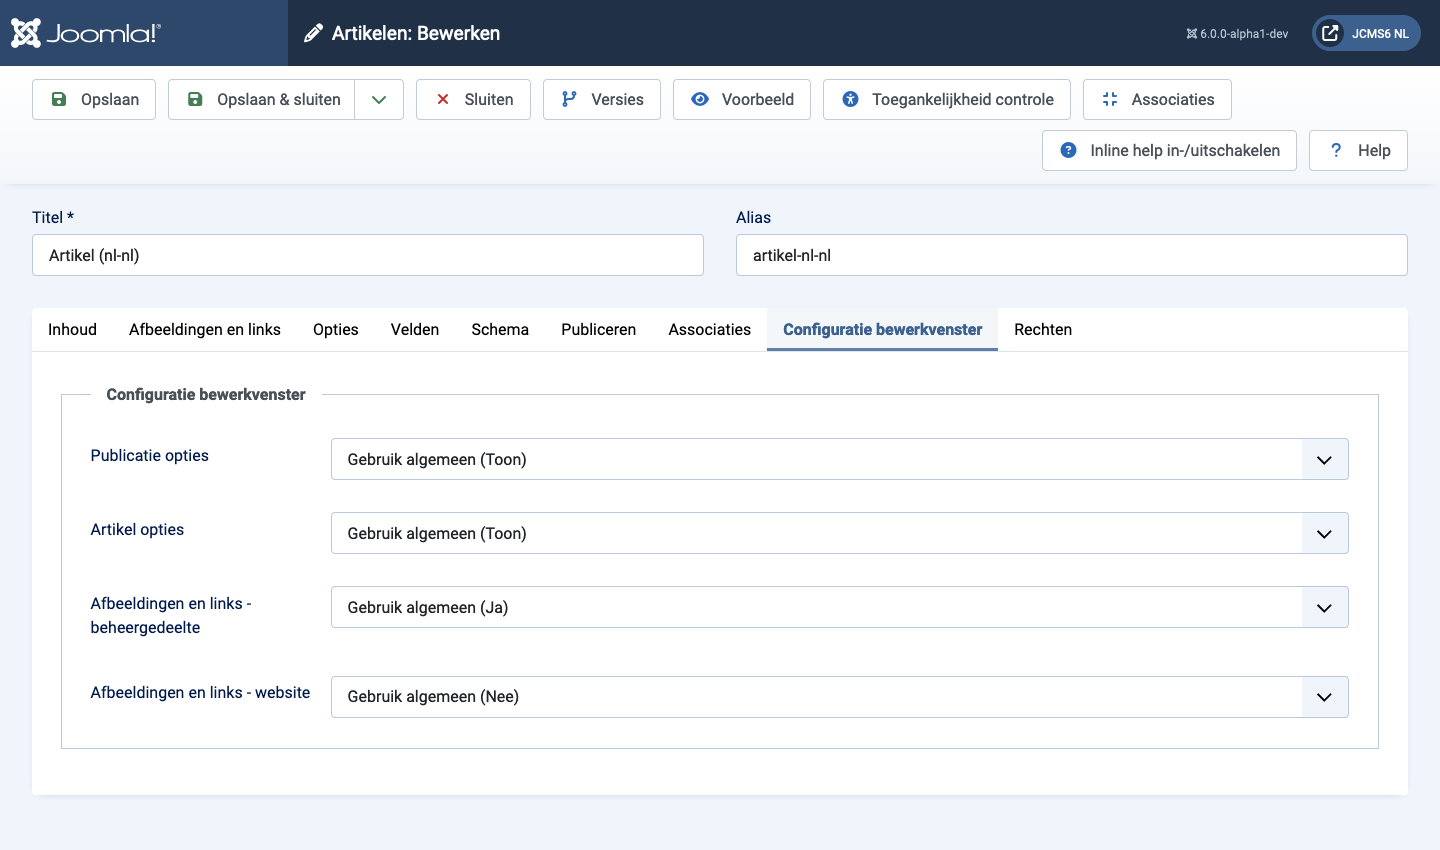 Joomla!®
Artikelen: Bewerken
6.0.0-alpha1-dev
JCMS6 NL
Opslaan
Opslaan & sluiten
Sluiten
Versies
Voorbeeld
Toegankelijkheid controle
Associaties
Inline help in-/uitschakelen
? Help
Titel *
Alias
Artikel (nl-nl)
artikel-nl-nl
Inhoud
Afbeeldingen en links
Opties
Velden
Schema
Publiceren
Associaties
Configuratie bewerkvenster
Rechten
Configuratie bewerkvenster
Publicatie opties
Gebruik algemeen (Toon)
Artikel opties
Gebruik algemeen (Toon)
Afbeeldingen en links -
beheergedeelte
Gebruik algemeen (Ja)
Afbeeldingen en links - website
Gebruik algemeen (Nee)